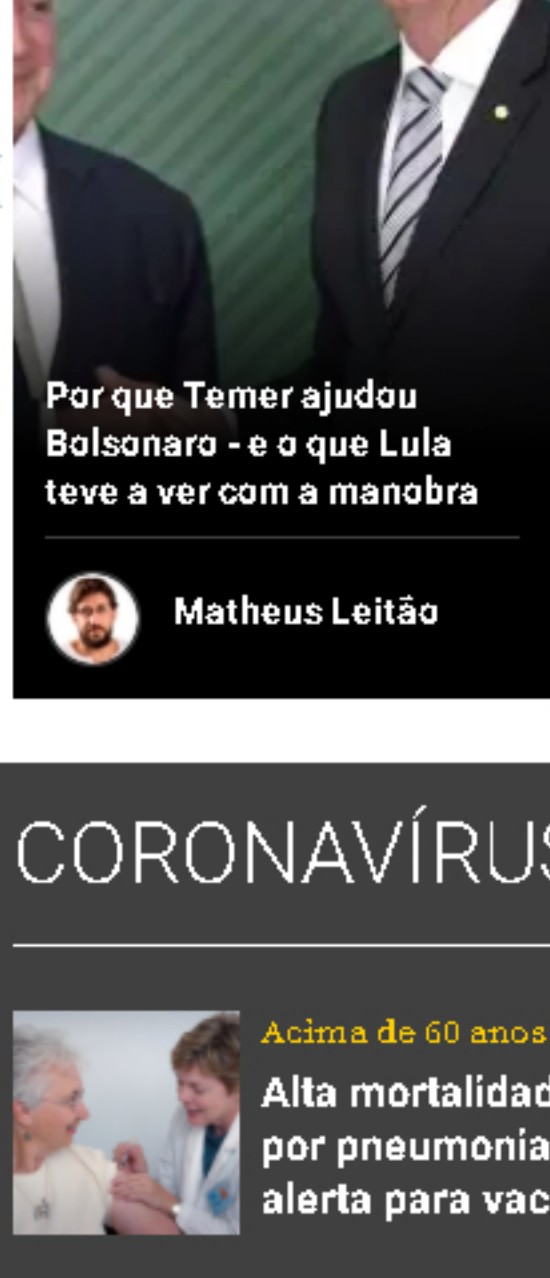 Por que Temer ajudou
Bolsonaro - e o que Lula
teve a ver com a manobra
Matheus Leitão
CORONAVÍRUS
Acima de 60 anos
Alta mortalidad
por pneumonia
alerta para vac